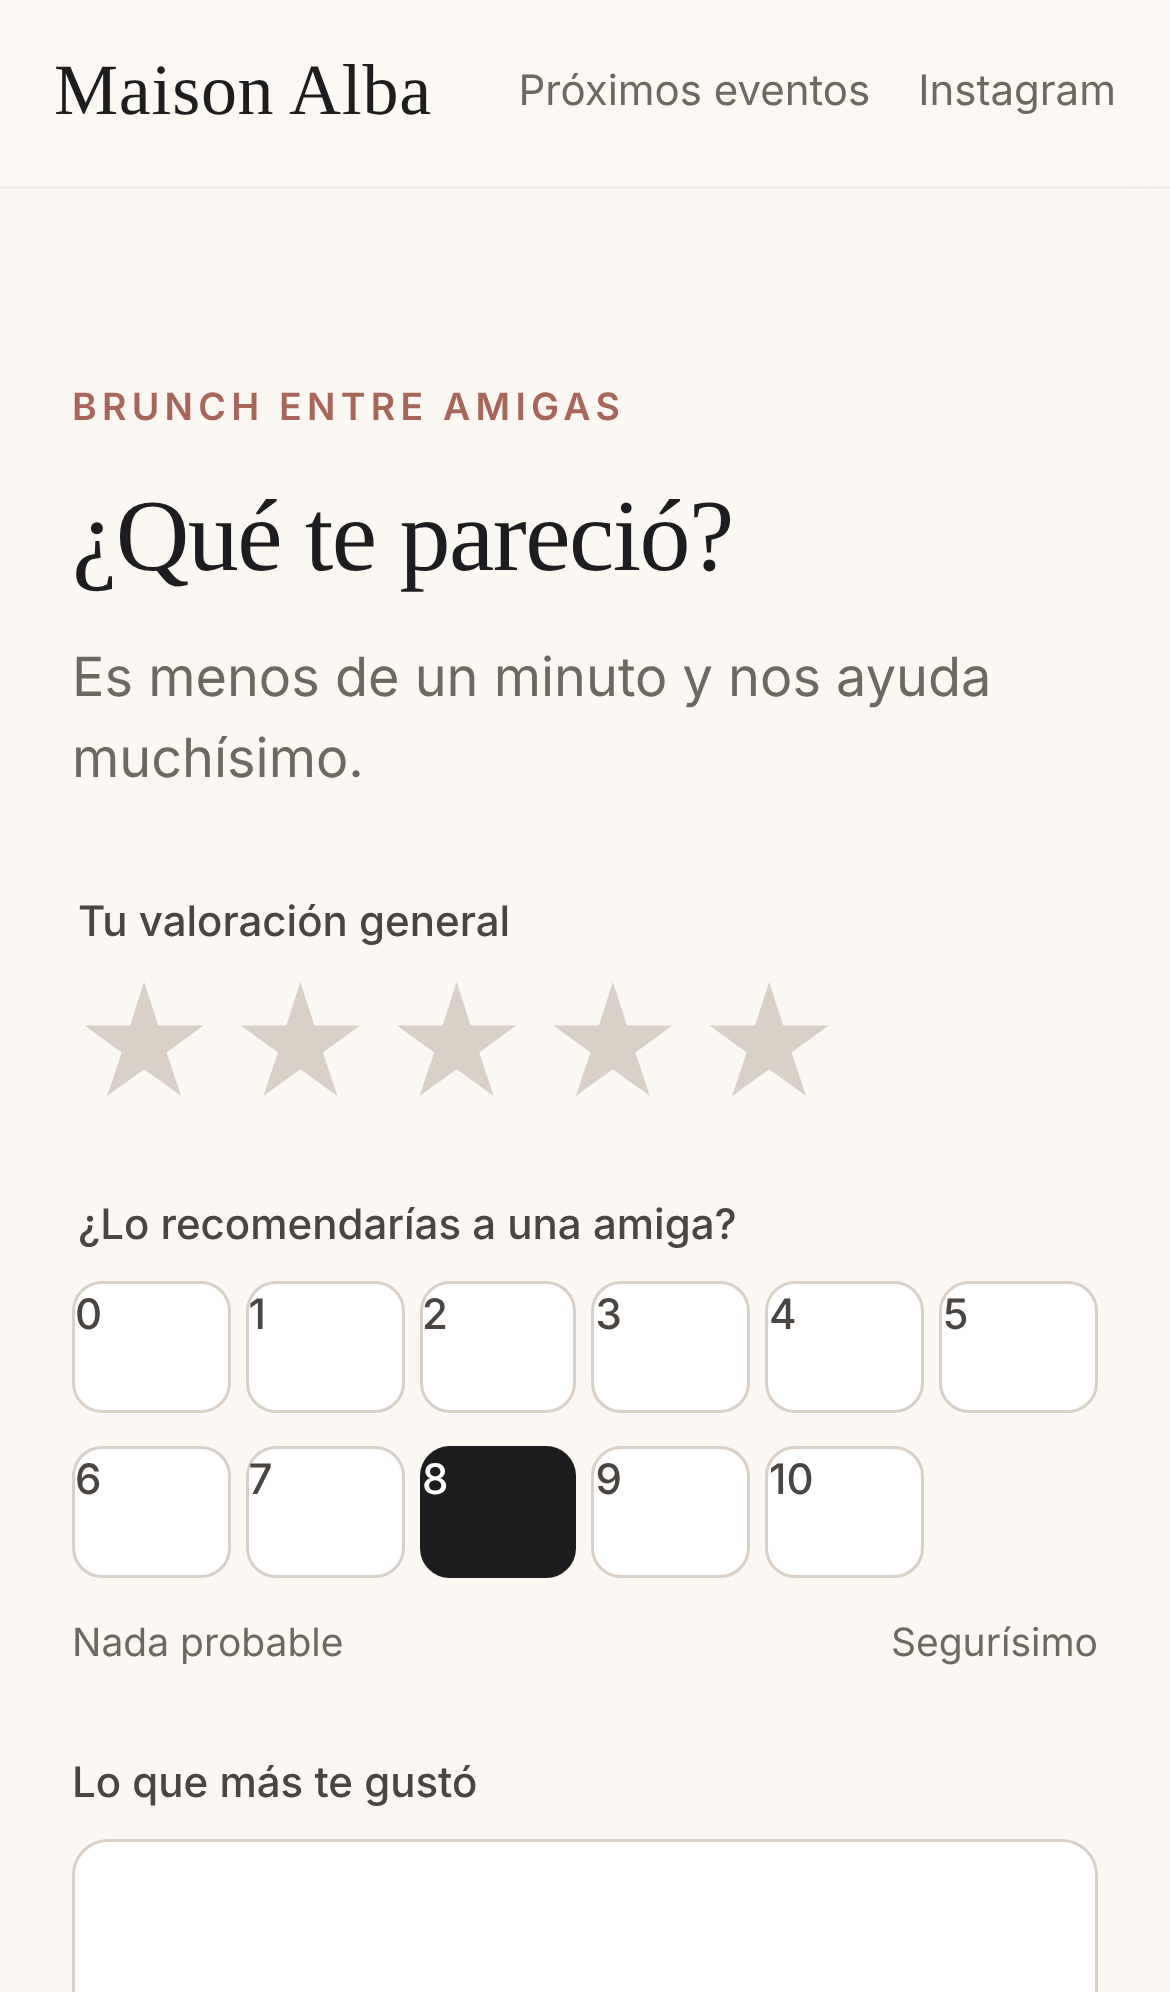 Maison Alba Próximos eventos Instagram
BRUNCH ENTRE AMIGAS
¿Qué te pareció?
Es menos de un minuto y nos ayuda
muchísimo.
Tu valoración general
¿Lo recomendarías a una amiga?
0 1 2 3 4 5
6 7 8 9 10
Nada probable Segurísimo
Lo que más te gustó